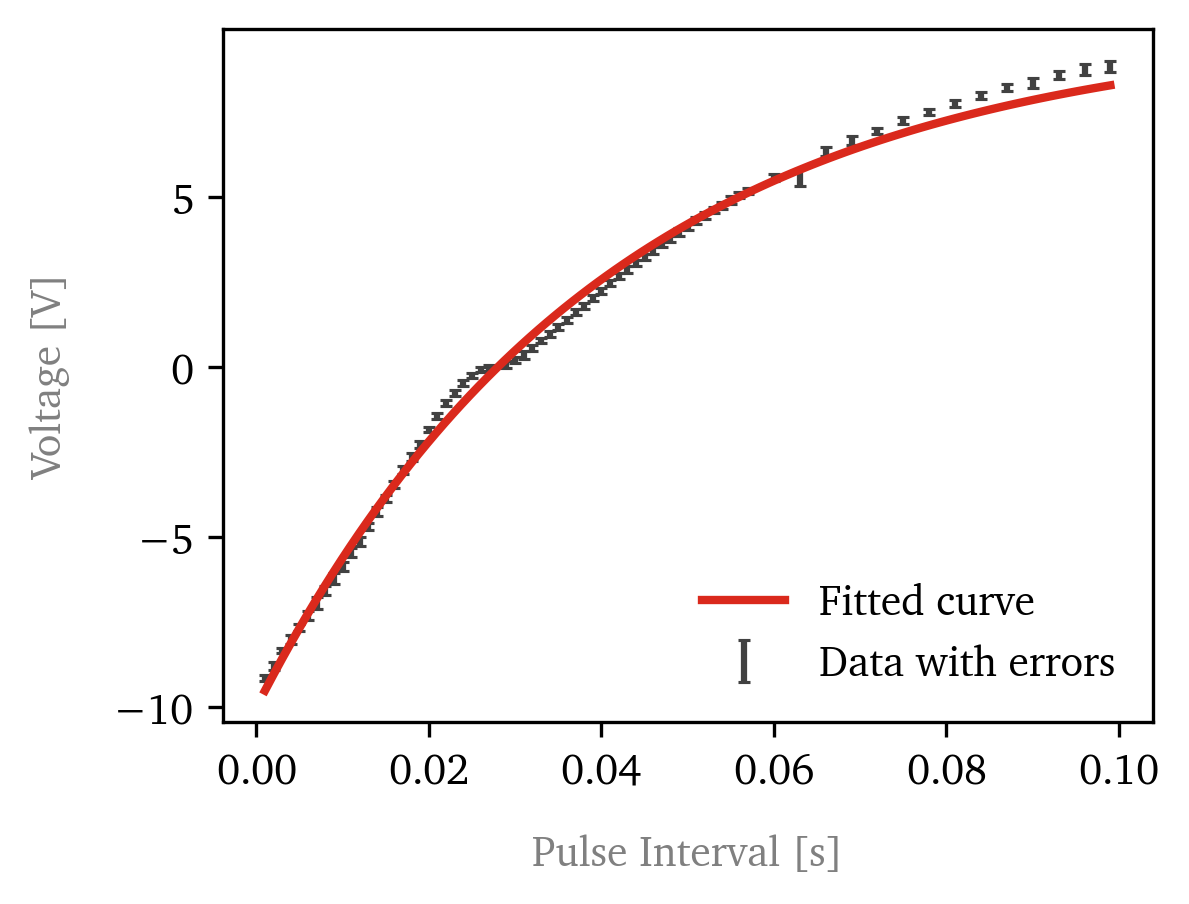 Voltage [V]
5
0
−5
−10
Fitted curve
Data with errors
0.00 0.02 0.04 0.06 0.08 0.10
Pulse Interval [s]